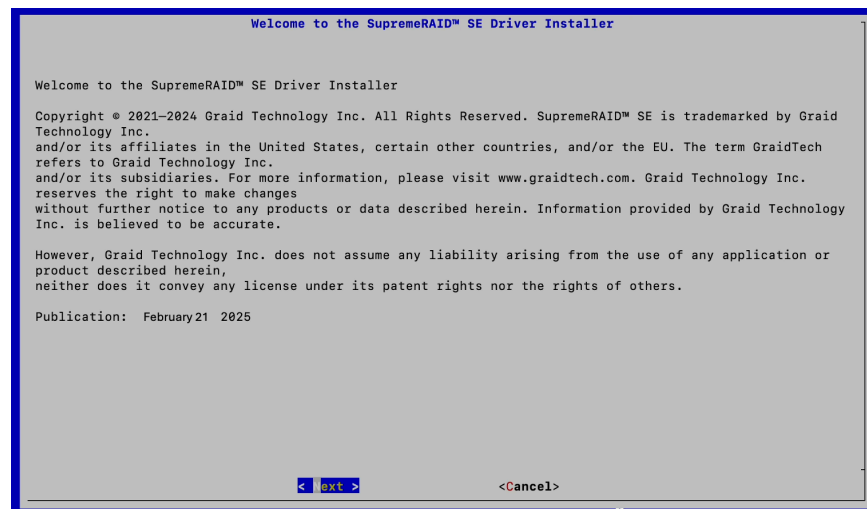 Welcome to the SupremeRAID™ SE Driver Installer
Welcome to the SupremeRAID™ SE Driver Installer
Copyright © 2021–2024 Graid Technology Inc. All Rights Reserved. SupremeRAID™ SE is trademarked by Graid
Technology Inc.
and/or its affiliates in the United States, certain other countries, and/or the EU. The term GraidTech
refers to Graid Technology Inc.
and/or its subsidiaries. For more information, please visit www.graidtech.com. Graid Technology Inc.
reserves the right to make changes
without further notice to any products or data described herein. Information provided by Graid Technology
Inc. is believed to be accurate.
However, Graid Technology Inc. does not assume any liability arising from the use of any application or
product described herein,
neither does it convey any license under its patent rights nor the rights of others.
Publication: February 21 2025
< Next > <Cancel>